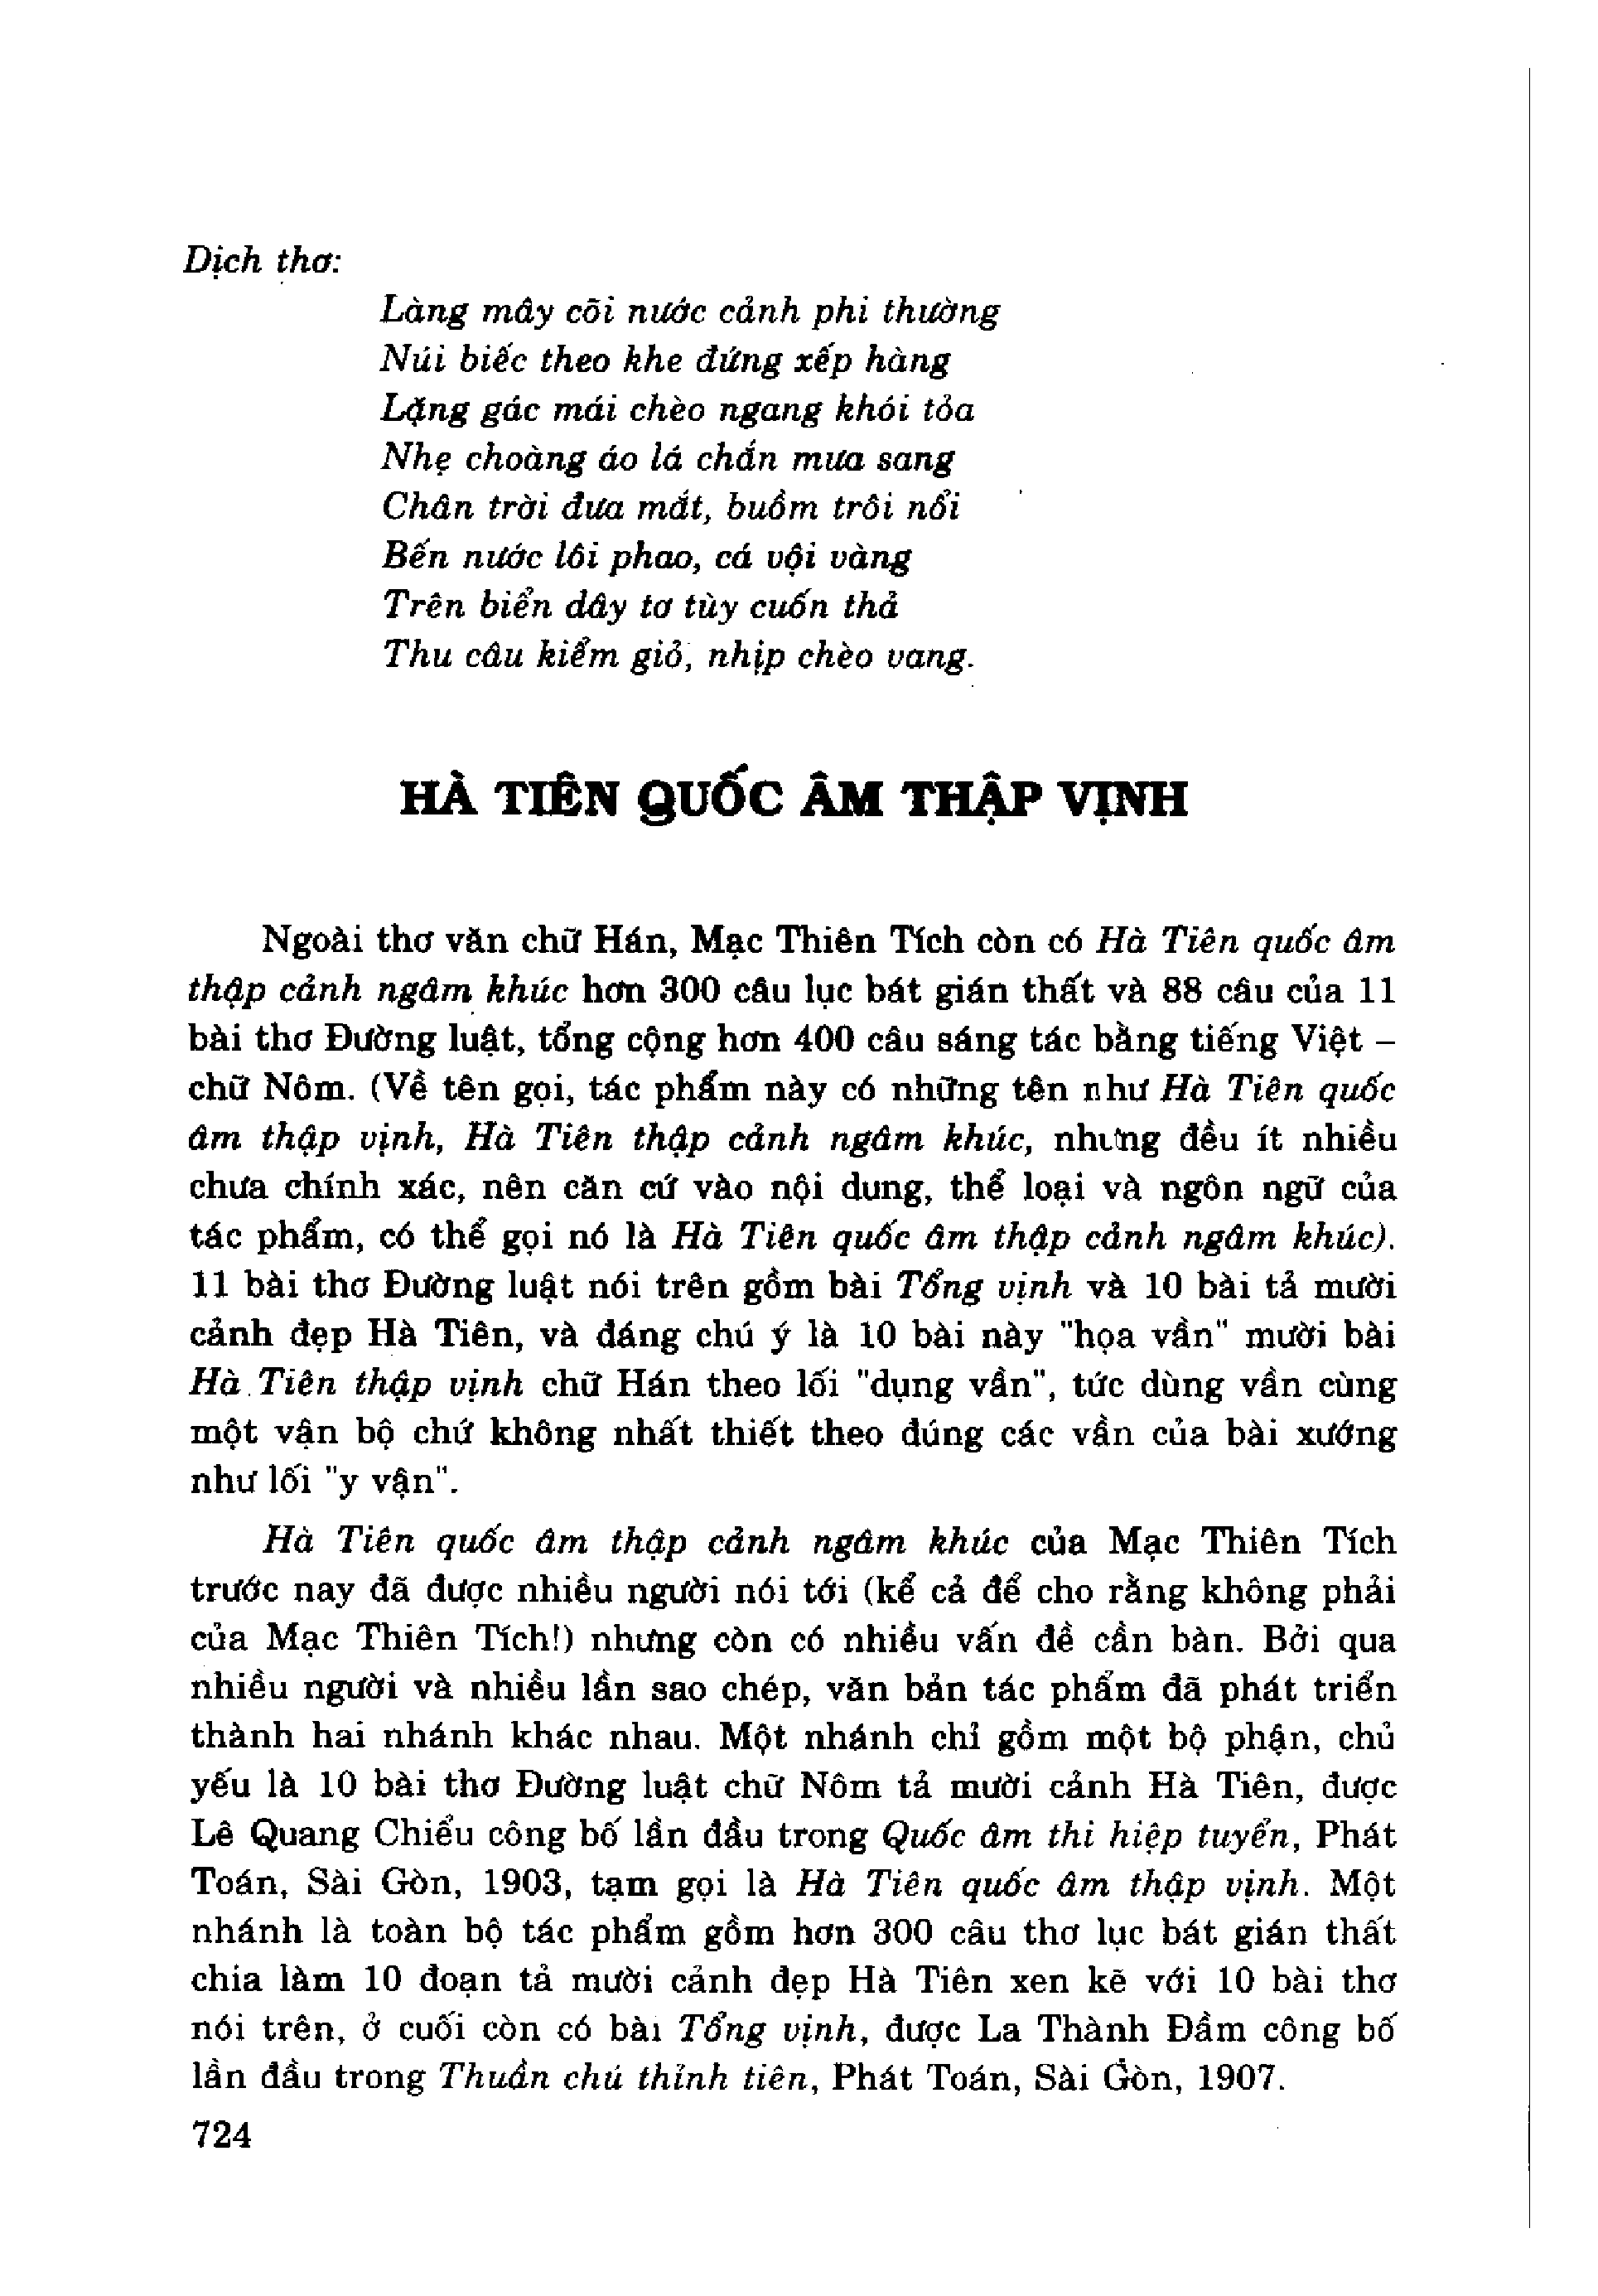 Dịch thơ:
Làng mây cõi nước cảnh phi thường
Núi biếc theo khe đứng xếp hàng
Lặng gác mái chèo ngang khói tỏa
Nhẹ choàng áo lá chắn mưa sang
Chân trời đưa mắt, buồm trôi nổi
Bến nước lôi phao, cá vội vàng
Trên biển dây tơ tùy cuốn thả
Thu câu kiểm giỏ, nhịp chèo vang.
HÀ TIÊN QUỐC ÂM THẬP VỊNH
Ngoài thơ văn chữ Hán, Mạc Thiên Tích còn có Hà Tiên quốc âm
thập cảnh ngâm khúc hơn 300 câu lục bát gián thất và 88 câu của 11
bài thơ Đường luật, tổng cộng hơn 400 câu sáng tác bằng tiếng Việt –
chữ Nôm. (Về tên gọi, tác phẩm này có những tên như Hà Tiên quốc
âm thập vịnh, Hà Tiên thập cảnh ngâm khúc, nhưng đều ít nhiều
chưa chính xác, nên căn cứ vào nội dung, thể loại và ngôn ngữ của
tác phẩm, có thể gọi nó là Hà Tiên quốc âm thập cảnh ngâm khúc).
11 bài thơ Đường luật nói trên gồm bài Tổng vịnh và 10 bài tả mười
cảnh đẹp Hà Tiên, và đáng chú ý là 10 bài này "họa vần" mười bài
Hà Tiên thập vịnh chữ Hán theo lối "dụng vần", tức dùng vần cùng
một vận bộ chứ không nhất thiết theo đúng các vần của bài xướng
như lối "y vận".
Hà Tiên quốc âm thập cảnh ngâm khúc của Mạc Thiên Tích
trước nay đã được nhiều người nói tới (kể cả để cho rằng không phải
của Mạc Thiên Tích!) nhưng còn có nhiều vấn đề cần bàn. Bởi qua
nhiều người và nhiều lần sao chép, văn bản tác phẩm đã phát triển
thành hai nhánh khác nhau. Một nhánh chỉ gồm một bộ phận, chủ
yếu là 10 bài thơ Đường luật chữ Nôm tả mười cảnh Hà Tiên, được
Lê Quang Chiểu công bố lần đầu trong Quốc âm thi hiệp tuyển, Phát
Toán, Sài Gòn, 1903, tạm gọi là Hà Tiên quốc âm thập vịnh. Một
nhánh là toàn bộ tác phẩm gồm hơn 300 câu thơ lục bát gián thất
chia làm 10 đoạn tả mười cảnh đẹp Hà Tiên xen kẽ với 10 bài thơ
nói trên, ở cuối còn có bài Tổng vịnh, được La Thành Đầm công bố
lần đầu trong Thuần chú thỉnh tiên, Phát Toán, Sài Gòn, 1907.
724